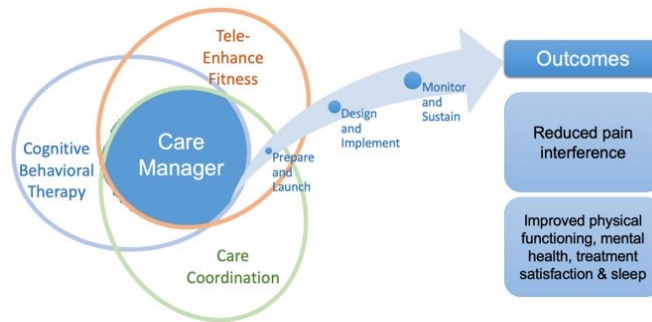 Tele-
Enhance
Fitness
Cognitive
Behavioral
Therapy
Care
Manager
Care
Coordination
Prepare
and
Launch
Design
and
Implement
Monitor
and
Sustain
Outcomes
Reduced pain
interference
Improved physical
functioning, mental
health, treatment
satisfaction & sleep